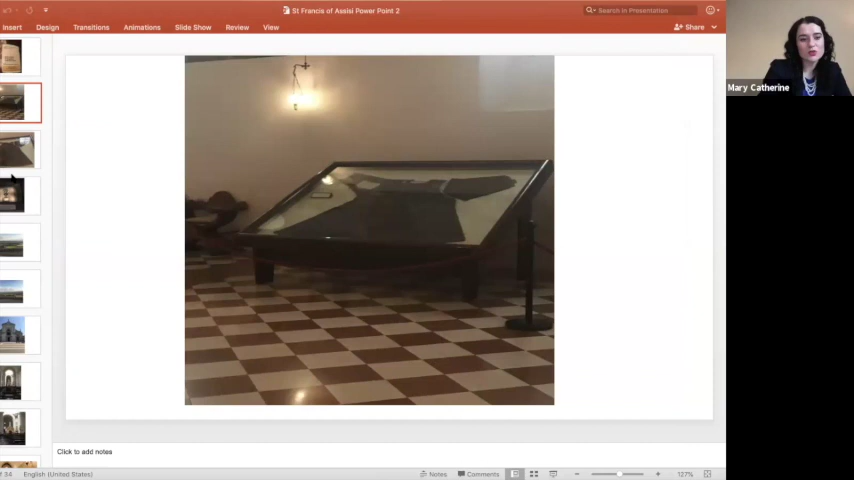 St Francis of Assisi Power Point 2
Search in Presentation
Insert
Design
Transitions
Animations
Slide Show
Review
View
Share
Mary Catherine
Click to add notes
34
English (United States)
Notes
Comments
127%